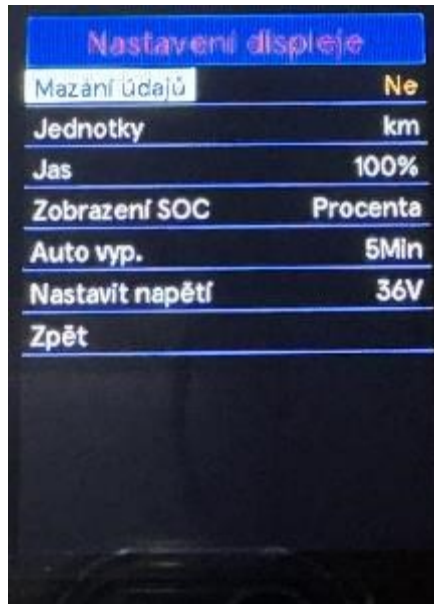 Nastavení displeje
Mazání údajů Ne
Jednotky km
Jas 100%
Zobrazení SOC Procenta
Auto vyp. 5Min
Nastavit napětí 36V
Zpět